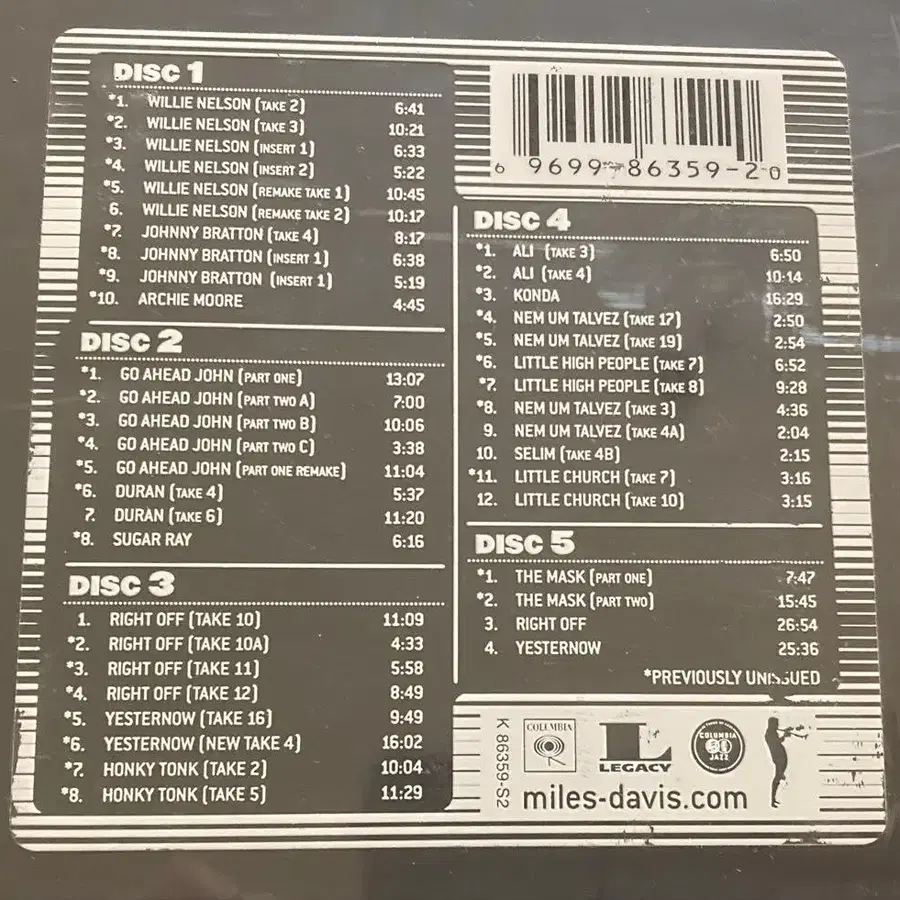 DISC 1
*1. WILLIE NELSON (TAKE 2) 6:41
*2. WILLIE NELSON (TAKE 3) 10:21
*3. WILLIE NELSON (INSERT 1) 6:33
*4. WILLIE NELSON (INSERT 2) 5:22
*5. WILLIE NELSON (REMAKE TAKE 1) 10:45
6. WILLIE NELSON (REMAKE TAKE 2) 10:17
*7. JOHNNY BRATTON (TAKE 4) 8:17
*8. JOHNNY BRATTON (INSERT 1) 6:38
*9. JOHNNY BRATTON (INSERT 1) 5:19
*10. ARCHIE MOORE 4:45
DISC 2
*1. GO AHEAD JOHN (PART ONE) 13:07
*2. GO AHEAD JOHN (PART TWO A) 7:00
*3. GO AHEAD JOHN (PART TWO B) 10:06
*4. GO AHEAD JOHN (PART TWO C) 3:38
*5. GO AHEAD JOHN (PART ONE REMAKE) 11:04
*6. DURAN (TAKE 4) 5:37
7. DURAN (TAKE 6) 11:20
*8. SUGAR RAY 6:16
DISC 3
1. RIGHT OFF (TAKE 10) 11:09
*2. RIGHT OFF (TAKE 10A) 4:33
*3. RIGHT OFF (TAKE 11) 5:58
*4. RIGHT OFF (TAKE 12) 8:49
*5. YESTERNOW (TAKE 16) 9:49
*6. YESTERNOW (NEW TAKE 4) 16:02
*7. HONKY TONK (TAKE 2) 10:04
*8. HONKY TONK (TAKE 5) 11:29
6 9699-86359-2 0
DISC 4
*1. ALI (TAKE 3) 6:50
*2. ALI (TAKE 4) 10:14
*3. KONDA 16:29
*4. NEM UM TALVEZ (TAKE 17) 2:50
*5. NEM UM TALVEZ (TAKE 19) 2:54
*6. LITTLE HIGH PEOPLE (TAKE 7) 6:52
*7. LITTLE HIGH PEOPLE (TAKE 8) 9:28
*8. NEM UM TALVEZ (TAKE 3) 4:36
9. NEM UM TALVEZ (TAKE 4A) 2:04
10. SELIM (TAKE 4B) 2:15
*11. LITTLE CHURCH (TAKE 7) 3:16
12. LITTLE CHURCH (TAKE 10) 3:15
DISC 5
*1. THE MASK (PART ONE) 7:47
*2. THE MASK (PART TWO) 15:45
3. RIGHT OFF 26:54
4. YESTERNOW 25:36
*PREVIOUSLY UNISSUED
K 86359-S2
COLUMBIA
L
LEGACY
COLUMBIA
JAZZ
miles-davis.com